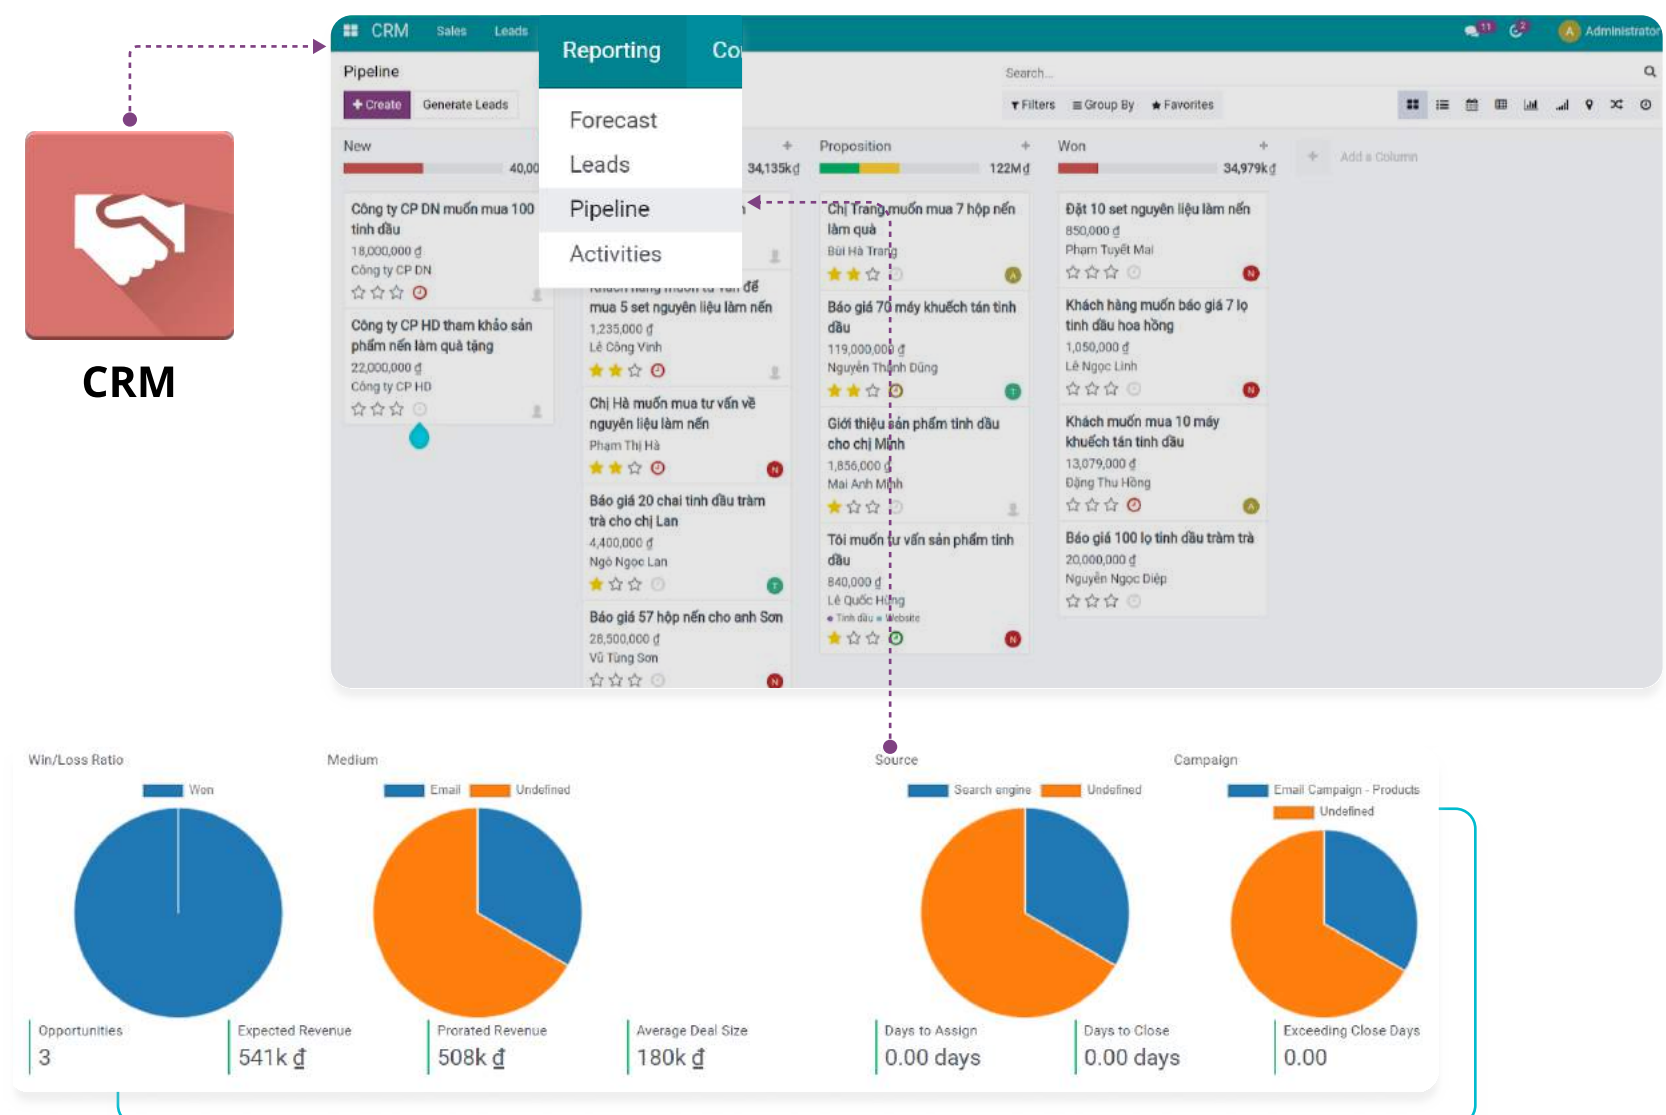 CRM
Sales
Leads
Reporting
Co
11
2
A
Administrator
Pipeline
Search...
Create
Generate Leads
Filters
Group By
Favorites
Forecast
Leads
Pipeline
Activities
New
40,00
Công ty CP DN muốn mua 100
tinh dầu
18,000,000 ₫
Công ty CP DN
Công ty CP HD tham khảo sản
phẩm nến làm quà tặng
22,000,000 ₫
Công ty CP HD
34,135k₫
mua 5 set nguyên liệu làm nến
1,235,000 ₫
Lê Công Vinh
Chị Hà muốn mua tư vấn về
nguyên liệu làm nến
Phạm Thị Hà
N
Báo giá 20 chai tinh dầu tràm
trà cho chị Lan
4,400,000 ₫
Ngô Ngọc Lan
T
Báo giá 57 hộp nến cho anh Sơn
28,500,000 ₫
Vũ Tùng Sơn
N
Proposition
122M₫
Chị Trang muốn mua 7 hộp nến
làm quà
Bùi Hà Trang
A
Báo giá 70 máy khuếch tán tinh
dầu
119,000,000 ₫
Nguyễn Thành Dũng
T
Giới thiệu sản phẩm tinh dầu
cho chị Minh
1,856,000 ₫
Mai Anh Minh
Tôi muốn tư vấn sản phẩm tinh
dầu
840,000 ₫
Lê Quốc Hùng
Tinh dầu Website
N
Won
34,979k₫
Đặt 10 set nguyên liệu làm nến
850,000 ₫
Phạm Tuyết Mai
N
Khách hàng muốn báo giá 7 lọ
tinh dầu hoa hồng
1,050,000 ₫
Lê Ngọc Linh
N
Khách muốn mua 10 máy
khuếch tán tinh dầu
13,079,000 ₫
Đặng Thu Hồng
A
Báo giá 100 lọ tinh dầu tràm trà
20,000,000 ₫
Nguyễn Ngọc Diệp
Add a Column
CRM
Win/Loss Ratio
Won
Medium
Email
Undefined
Source
Search engine
Undefined
Campaign
Email Campaign - Products
Undefined
Opportunities
3
Expected Revenue
541k ₫
Prorated Revenue
508k ₫
Average Deal Size
180k ₫
Days to Assign
0.00 days
Days to Close
0.00 days
Exceeding Close Days
0.00